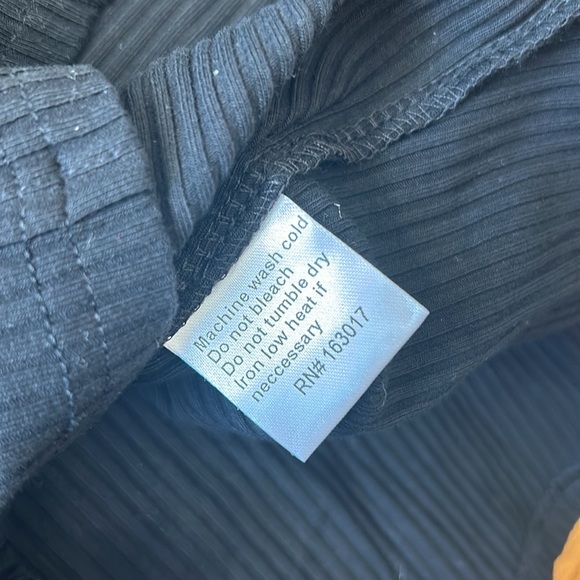 Machine wash cold
Do not bleach
Do not tumble dry
Iron low heat if
neccessary
RN# 163017